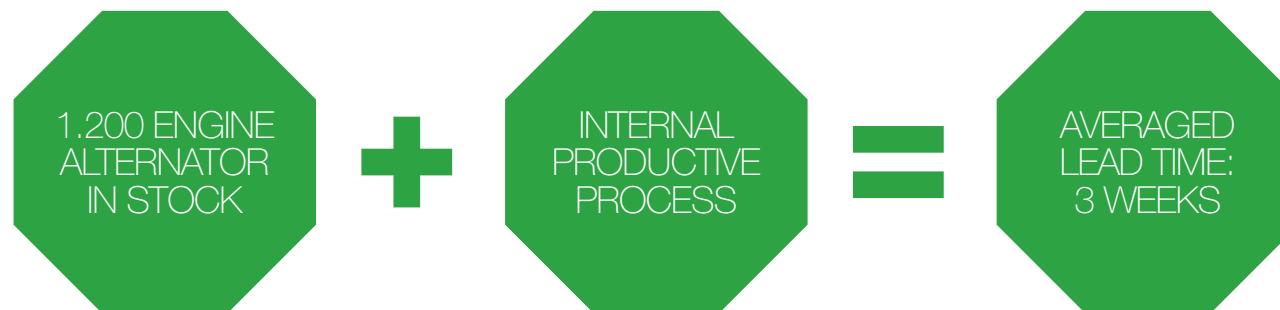 1.200 ENGINE
ALTERNATOR
IN STOCK
INTERNAL
PRODUCTIVE
PROCESS
AVERAGED
LEAD TIME:
3 WEEKS